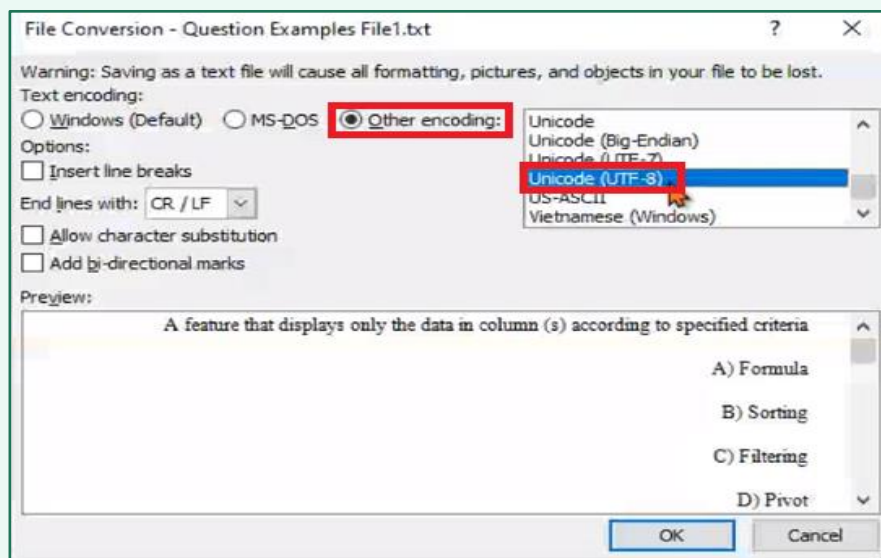 File Conversion - Question Examples File1.txt ? ×
Warning: Saving as a text file will cause all formatting, pictures, and objects in your file to be lost.
Text encoding:
Windows (Default) MS-DOS Other encoding:
Unicode
Unicode (Big-Endian)
Unicode (UTF-7)
Unicode (UTF-8)
US-ASCII
Vietnamese (Windows)
Options:
Insert line breaks
End lines with: CR / LF
Allow character substitution
Add bi-directional marks
Preview:
A feature that displays only the data in column (s) according to specified criteria
A) Formula
B) Sorting
C) Filtering
D) Pivot
OK Cancel